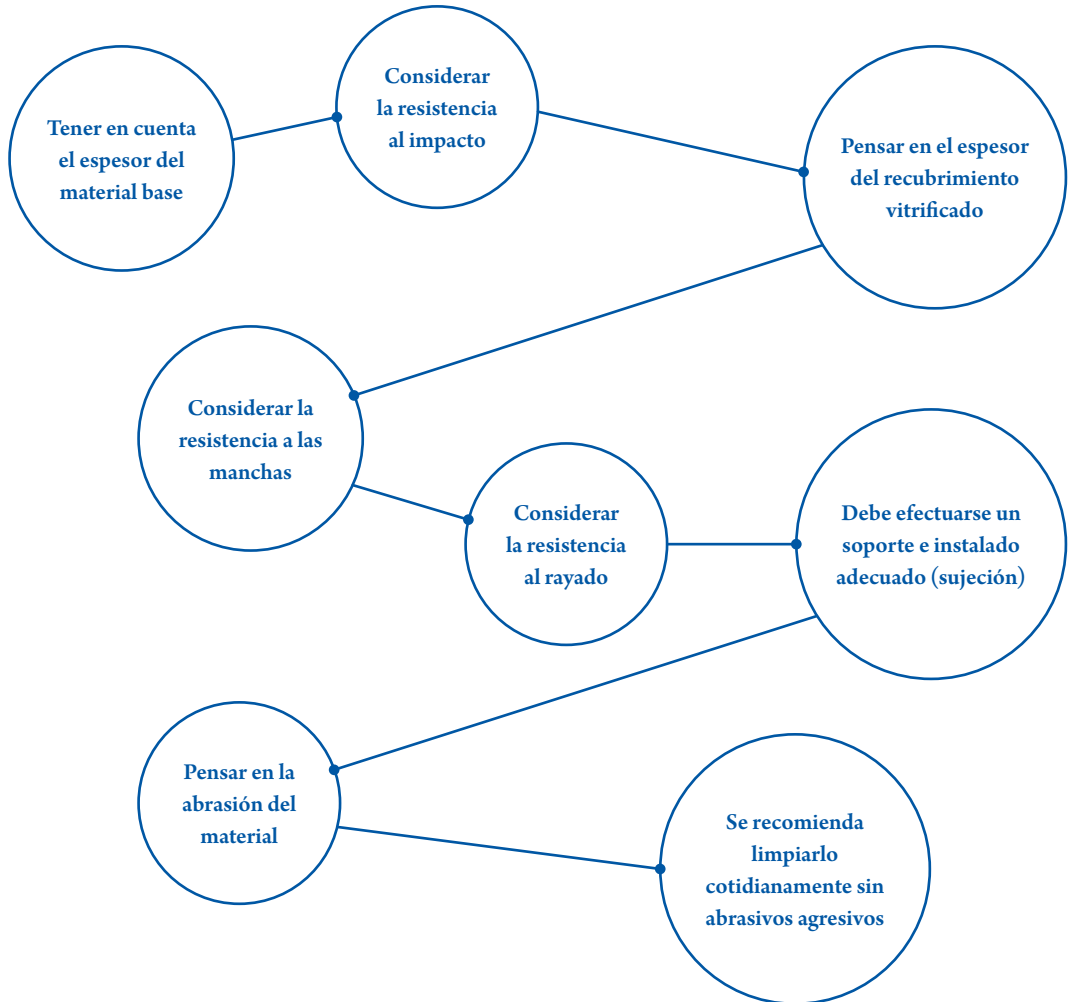 Tener en cuenta
el espesor del
material base
Considerar
la resistencia
al impacto
Pensar en el espesor
del recubrimiento
vitrificado
Considerar la
resistencia a las
manchas
Considerar
la resistencia
al rayado
Debe efectuarse un
soporte e instalado
adecuado (sujeción)
Pensar en la
abrasión del
material
Se recomienda
limpiarlo
cotidianamente sin
abrasivos agresivos